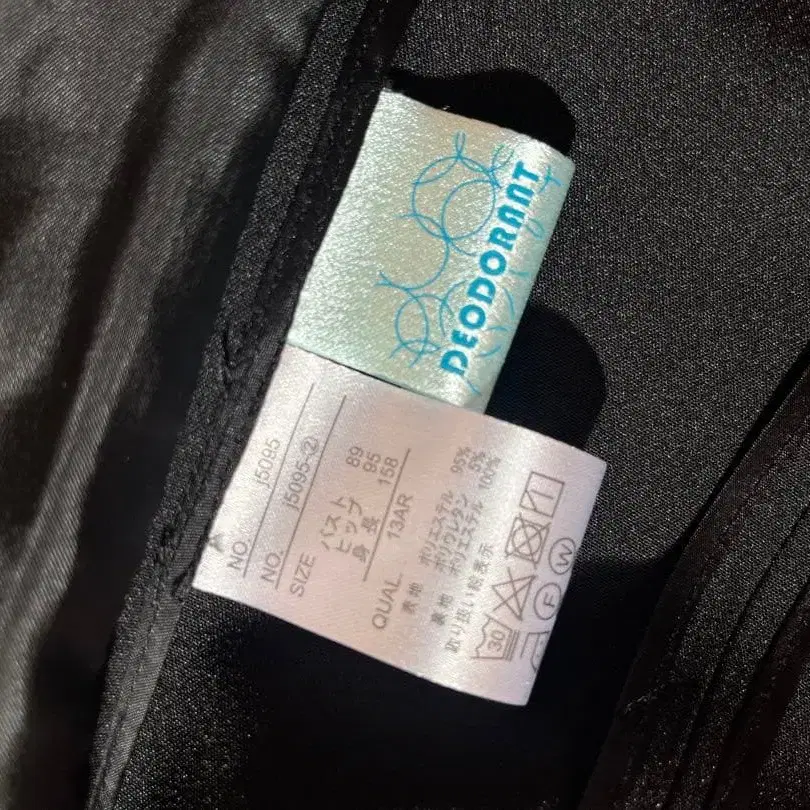 DEODORANT
NO. J5095
NO. J5095-②
SIZE
バスト 89
ヒップ 95
身 長 158
13AR
QUAL
表 地 ポリエステル 95%
ポリウレタン 5%
裏 地 ポリエステル 100%
取り扱い絵表示
30
F W